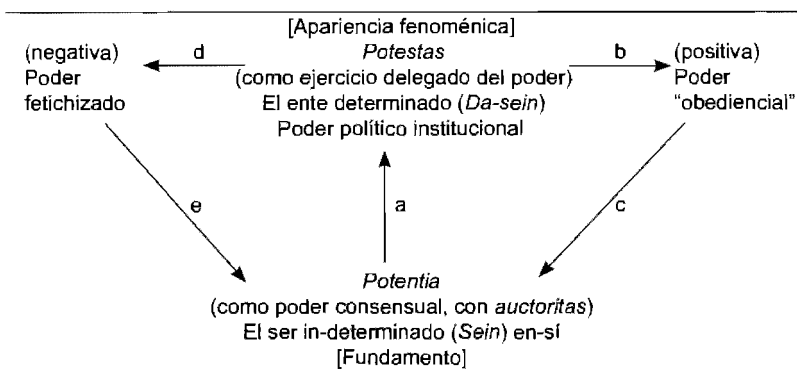 [Apariencia fenoménica]
(negativa) d Potestas b (positiva)
Poder (como ejercicio delegado del poder) Poder
fetichizado El ente determinado (Da-sein) “obediencial”
Poder político institucional
e a c
Potentia
(como poder consensual, con auctoritas)
El ser in-determinado (Sein) en-sí
[Fundamento]